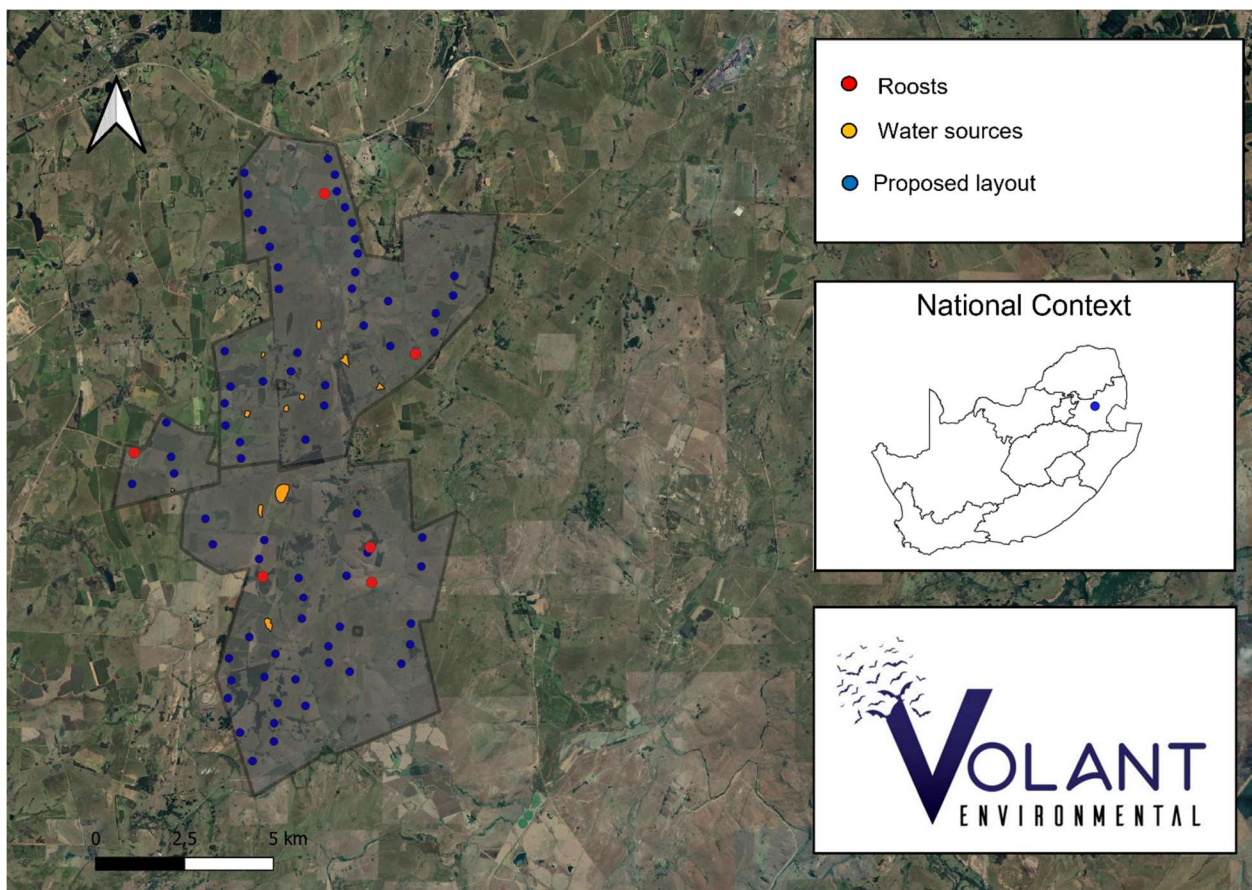 Roosts
Water sources
Proposed layout
National Context
VOLANT
ENVIRONMENTAL
0 2,5 5 km